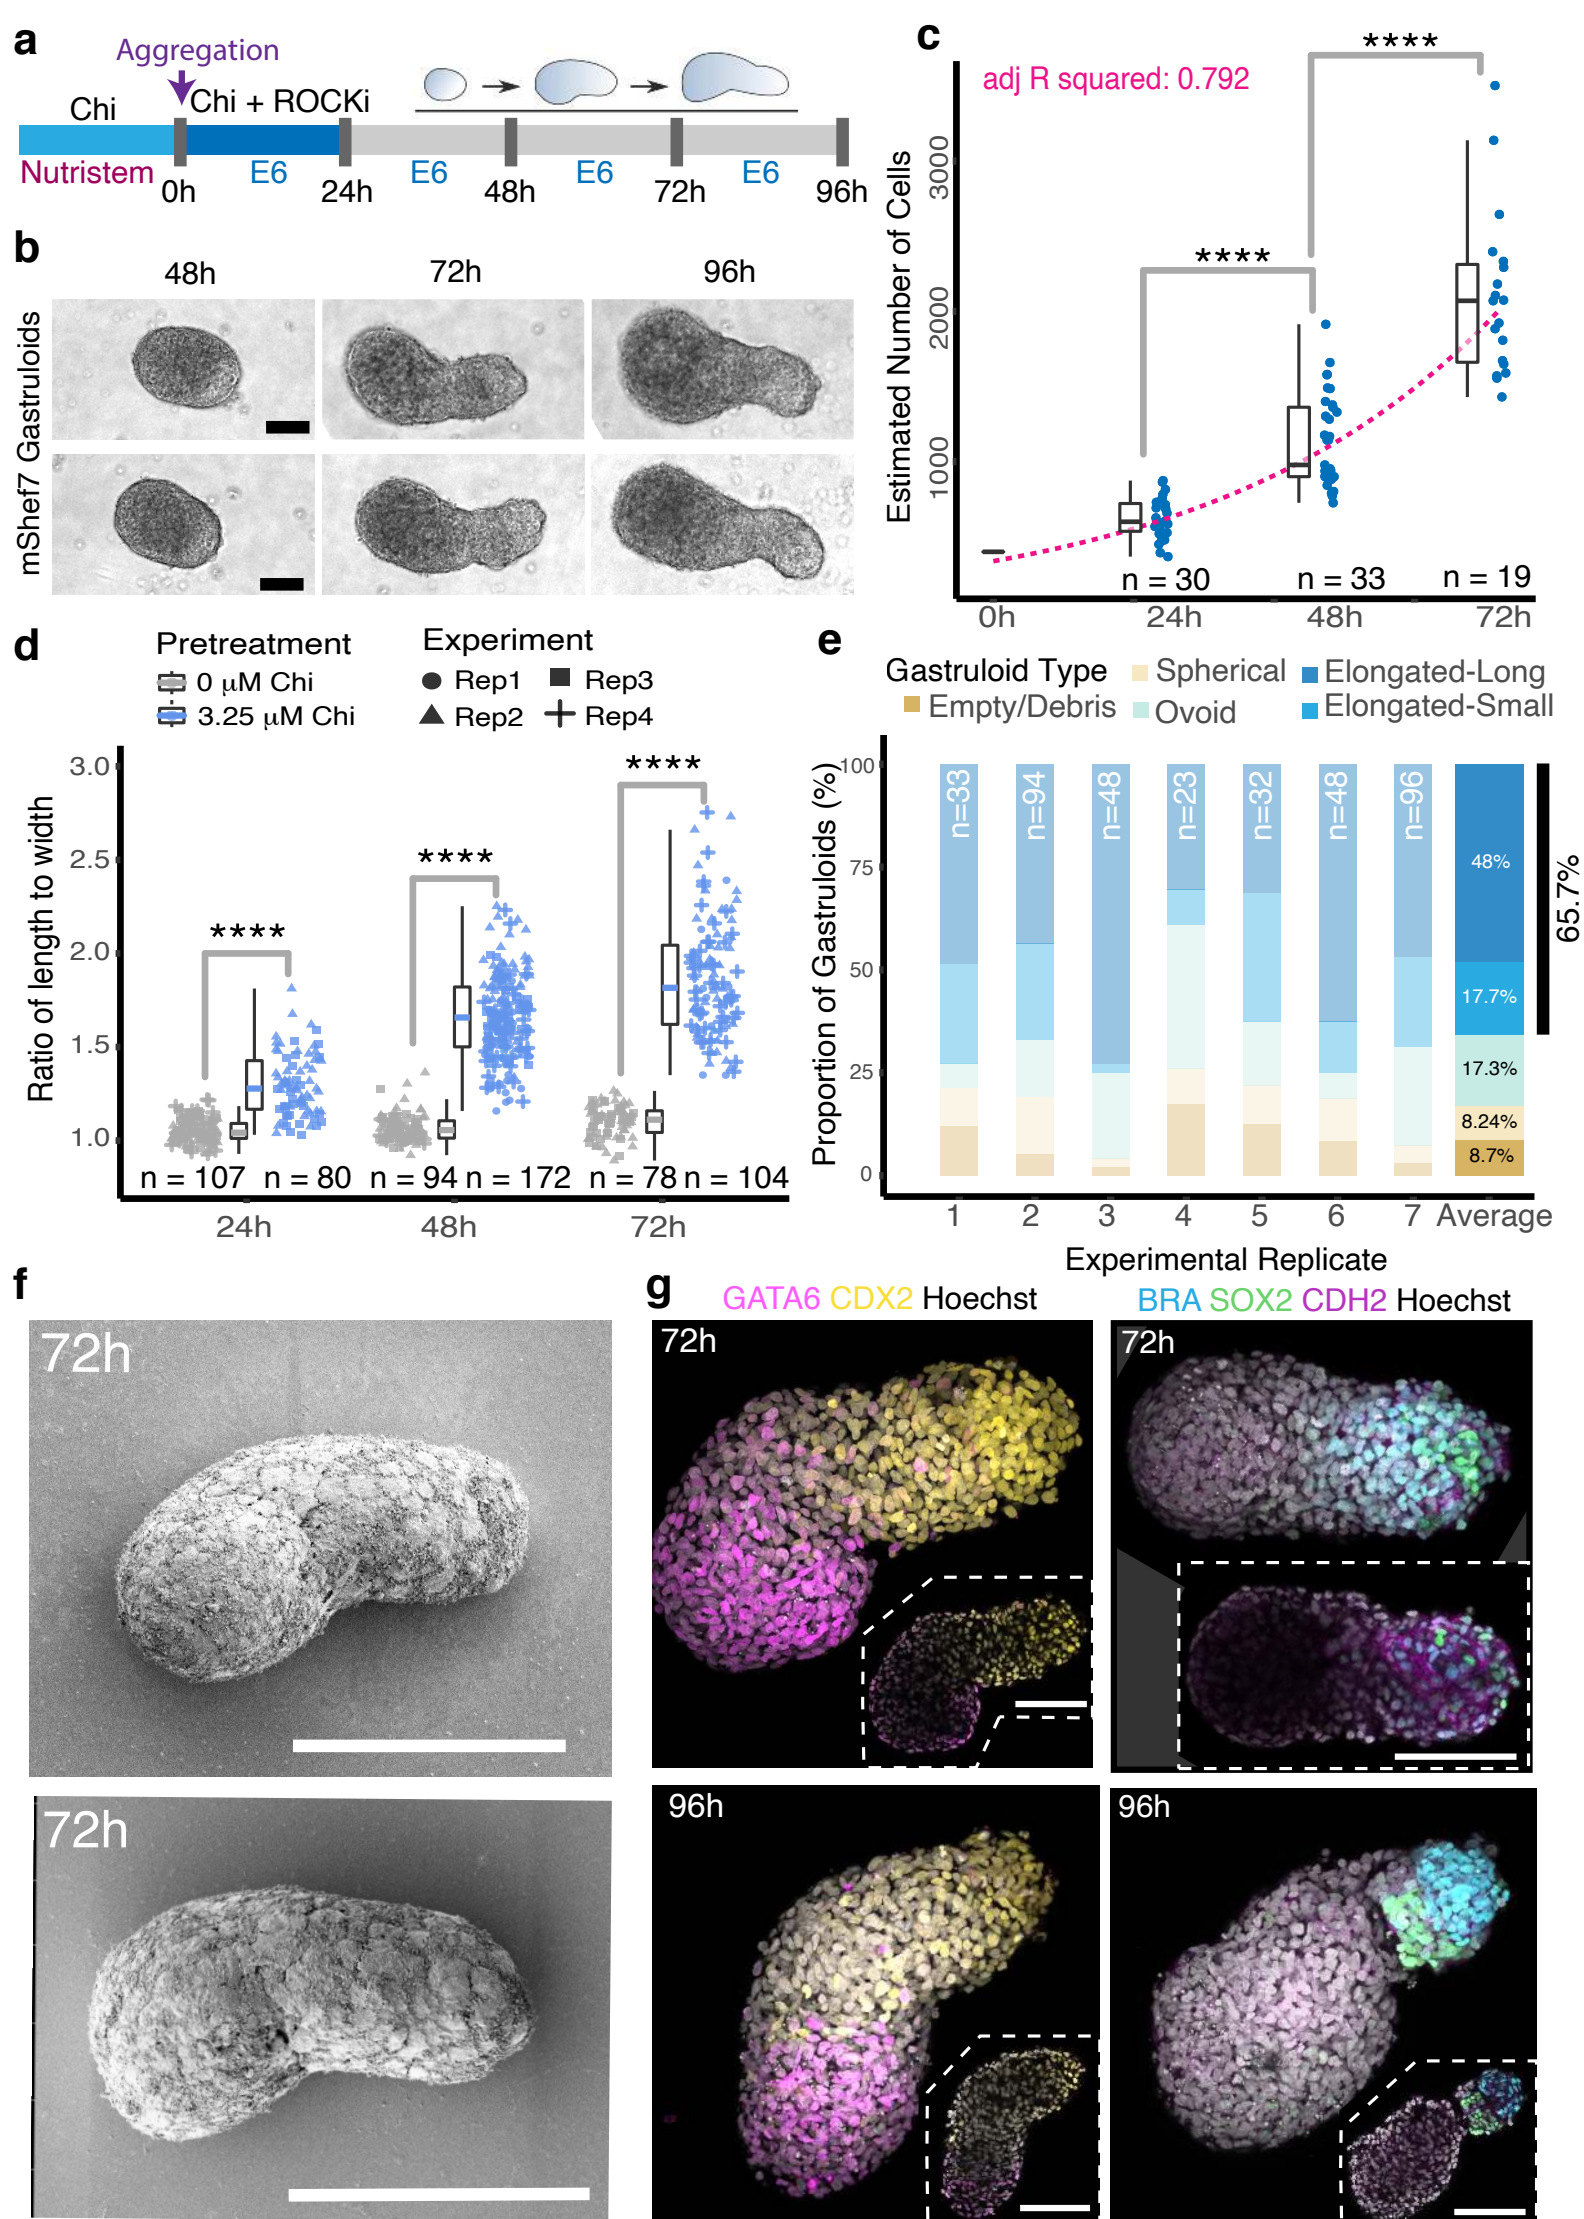 a
Aggregation
Chi
Chi + ROCKi
Nutristem
E6
E6
E6
E6
0h
24h
48h
72h
96h
b
48h
72h
96h
mShef7 Gastruloids
c
adj R squared: 0.792
****
****
Estimated Number of Cells
3000
2000
1000
n = 30
n = 33
n = 19
0h
24h
48h
72h
d
Pretreatment
0 μM Chi
3.25 μM Chi
Experiment
Rep1
Rep3
Rep2
Rep4
Ratio of length to width
3.0
2.5
2.0
1.5
1.0
****
****
****
n = 107
n = 80
n = 94
n = 172
n = 78
n = 104
24h
48h
72h
e
Gastruloid Type
Spherical
Elongated-Long
Empty/Debris
Ovoid
Elongated-Small
Proportion of Gastruloids (%)
100
75
50
25
0
n=33
n=94
n=48
n=23
n=32
n=48
n=96
48%
17.7%
17.3%
8.24%
8.7%
65.7%
1
2
3
4
5
6
7
Average
Experimental Replicate
f
72h
72h
g
GATA6 CDX2 Hoechst
BRA SOX2 CDH2 Hoechst
72h
72h
96h
96h